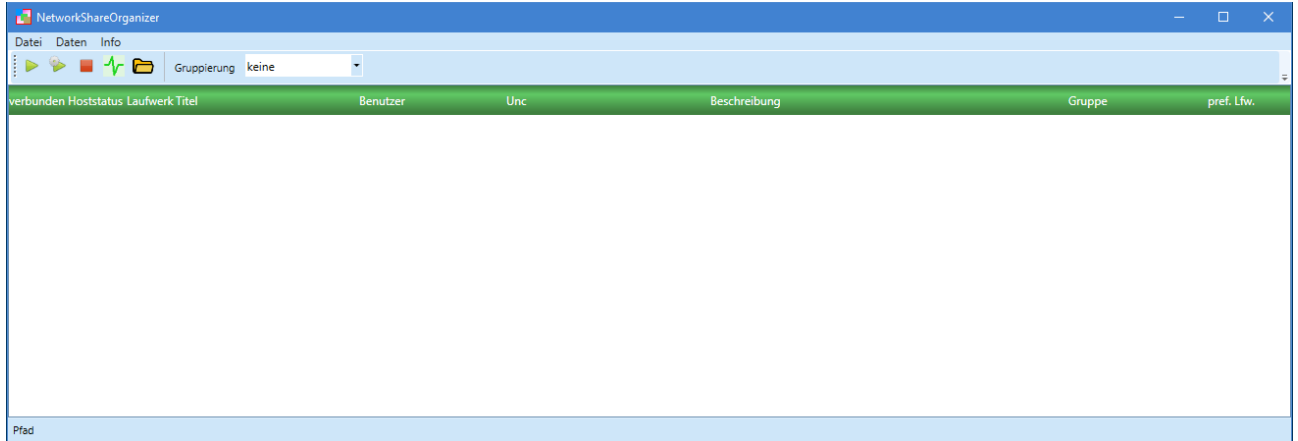 NetworkShareOrganizer
Datei Daten Info
Gruppierung keine
verbunden Hoststatus Laufwerk Titel Benutzer Unc Beschreibung Gruppe pref. Lfw.
Pfad